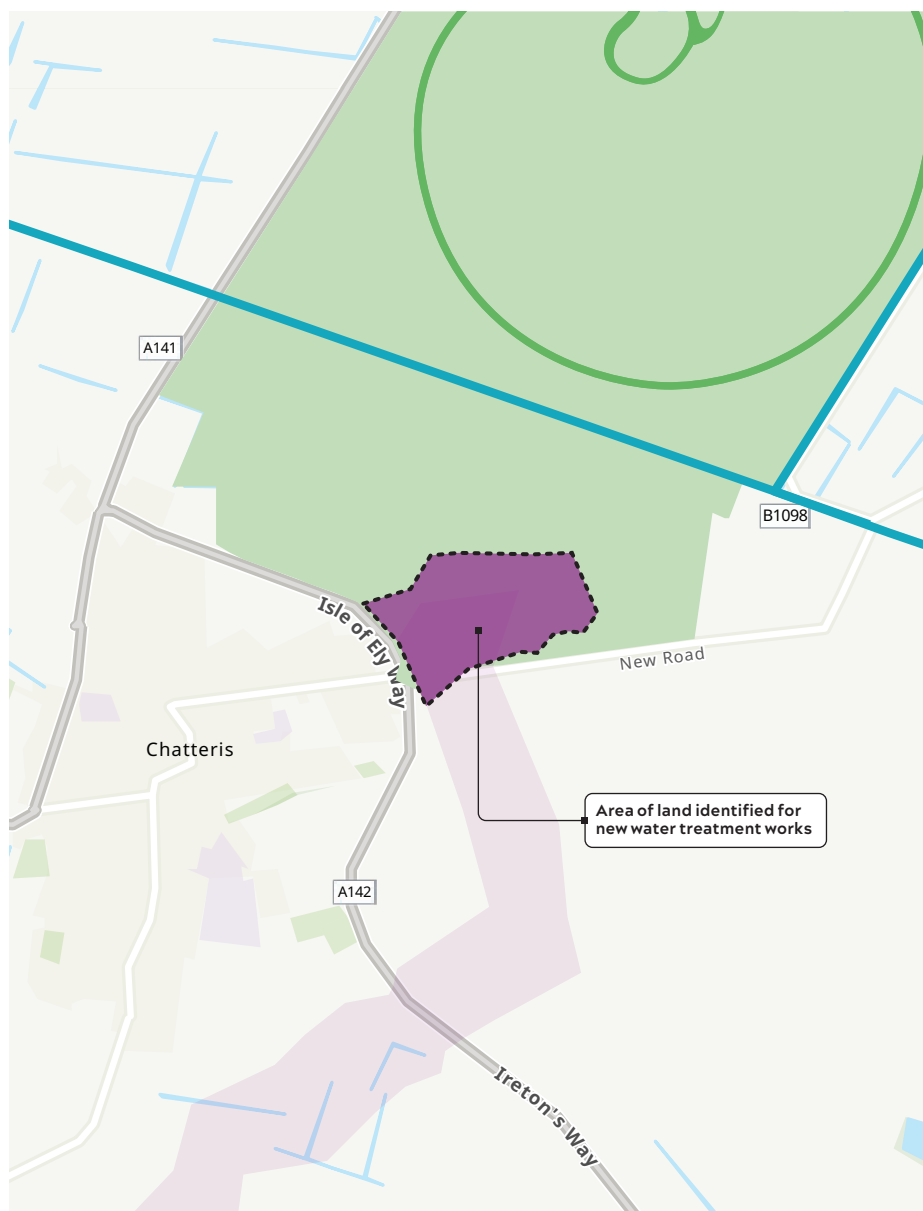 A141
B1098
Isle of Ely Way
New Road
Chatteris
Area of land identified for
new water treatment works
A142
Ireton's Way